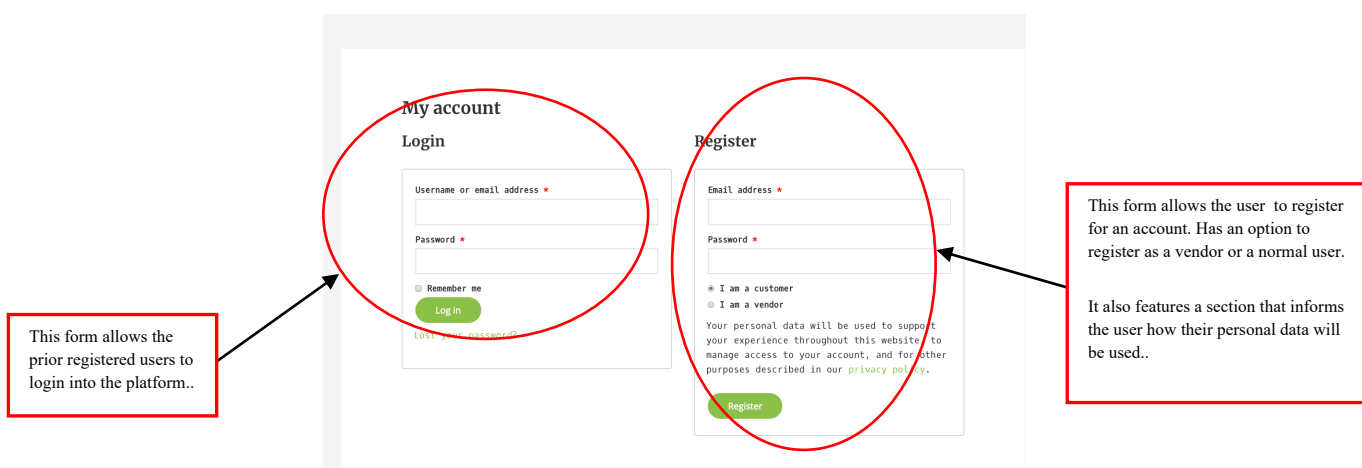 My account
Login
Username or email address *
Password *
Remember me
Log in
Lost your password?
Register
Email address *
Password *
I am a customer
I am a vendor
Your personal data will be used to support
your experience throughout this website, to
manage access to your account, and for other
purposes described in our privacy policy.
Register
This form allows the
prior registered users to
login into the platform..
This form allows the user to register
for an account. Has an option to
register as a vendor or a normal user.
It also features a section that informs
the user how their personal data will
be used..